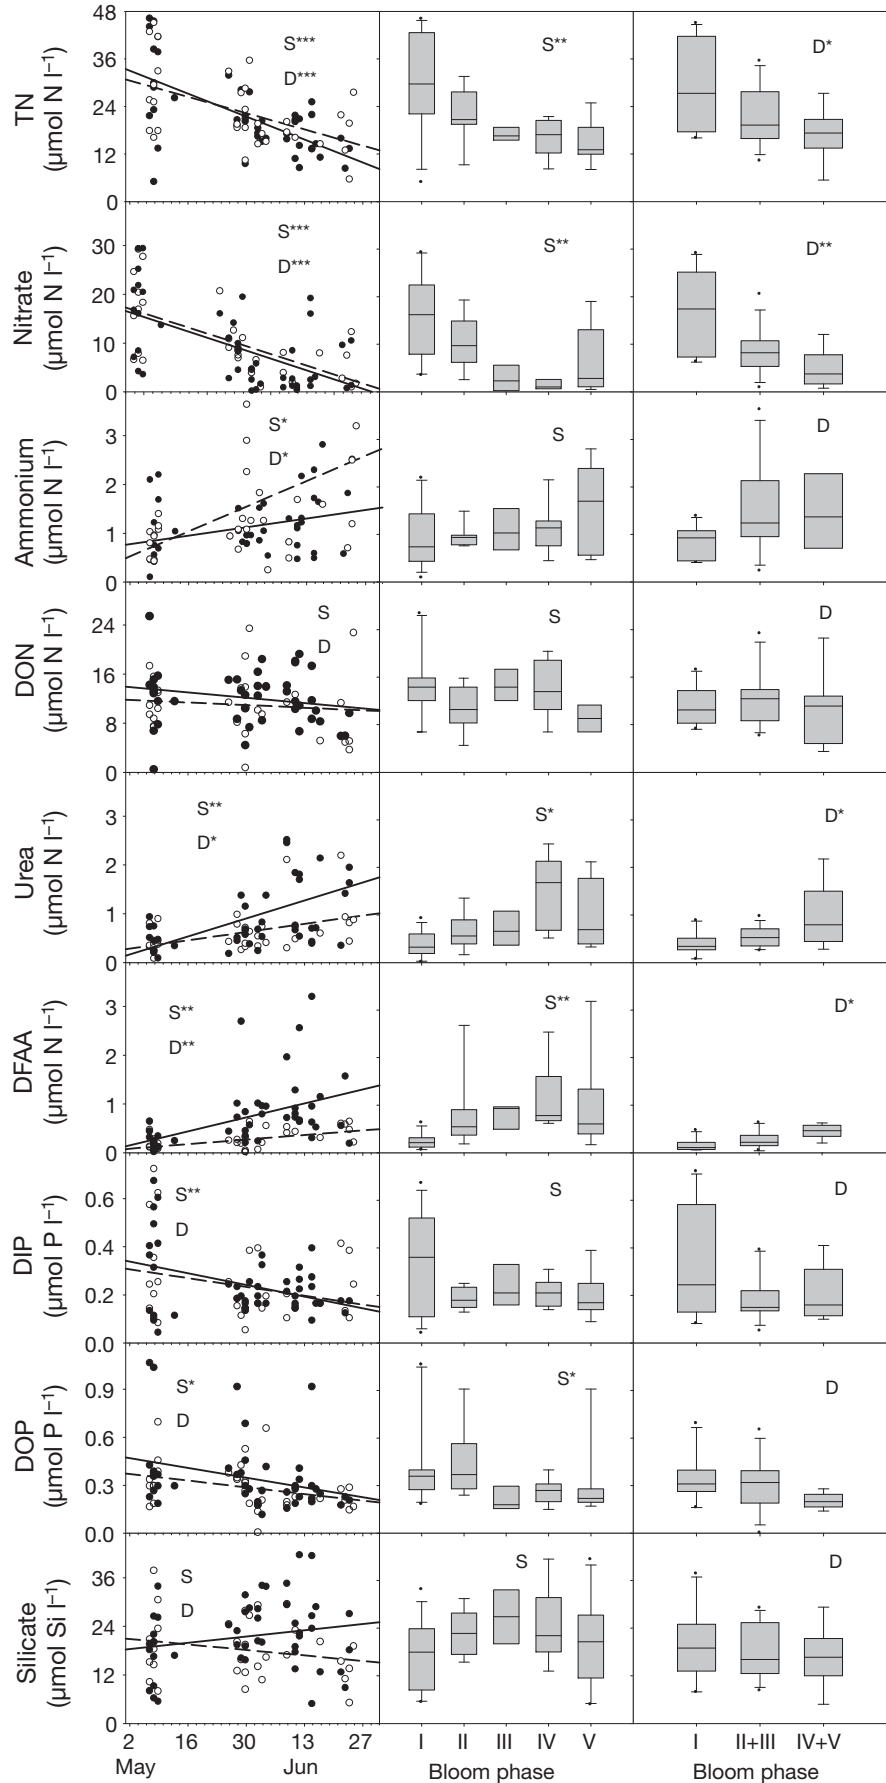 TN
(µmol N l⁻¹)
48
36
24
12
0
S***
D***
S**
D*
Nitrate
(µmol N l⁻¹)
30
20
10
0
S***
D***
S**
D**
Ammonium
(µmol N l⁻¹)
3
2
1
0
S*
D*
S
D
DON
(µmol N l⁻¹)
24
16
8
0
S
D
S
D
Urea
(µmol N l⁻¹)
3
2
1
0
S**
D*
S*
D*
DFAA
(µmol N l⁻¹)
3
2
1
0
S**
D**
S**
D*
DIP
(µmol P l⁻¹)
0.6
0.4
0.2
0.0
S**
D
S
D
DOP
(µmol P l⁻¹)
0.9
0.6
0.3
0.0
S*
D
S*
D
Silicate
(µmol Si l⁻¹)
36
24
12
0
S
D
S
D
2 16 30 13 27
May Jun
I II III IV V
Bloom phase
I II+III IV+V
Bloom phase